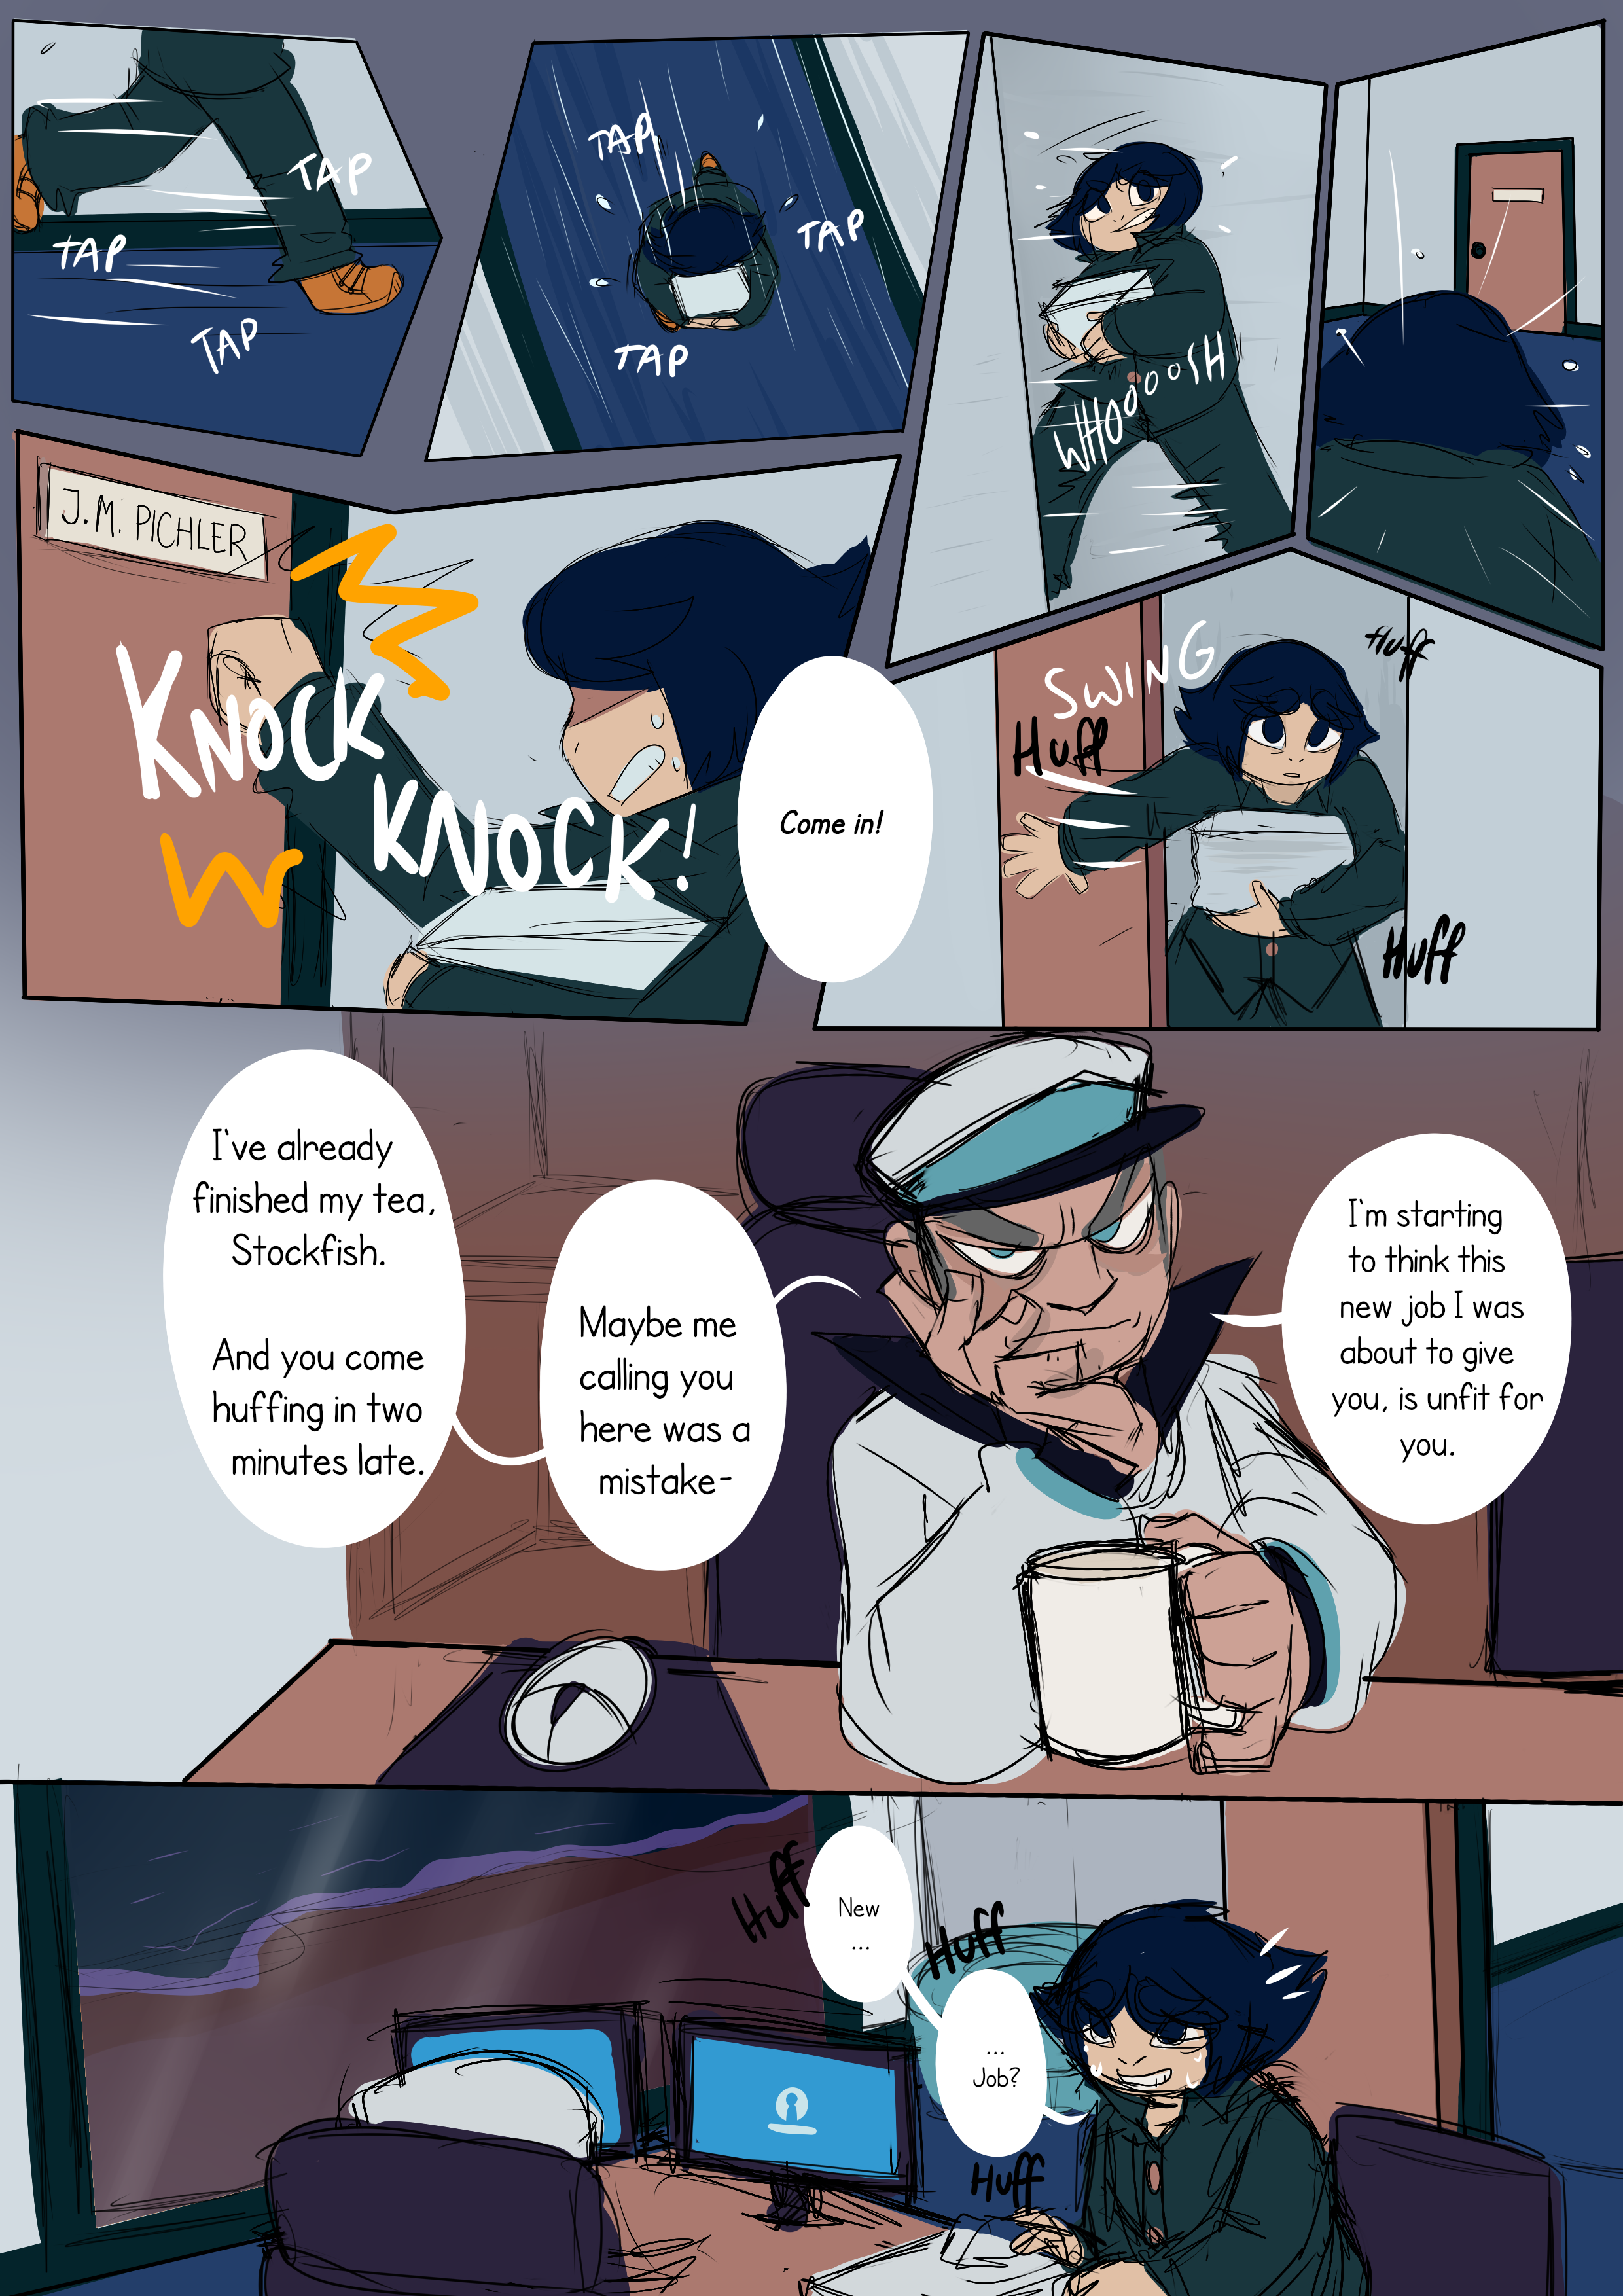 TAP
TAP
TAP
TAP
TAP
TAP
WHOOOOSH
J.M. PICHLER
KNOCK
KNOCK!
Come in!
SWING
Huff
Huff
Huff
I've already
finished my tea,
Stockfish.
And you come
huffing in two
minutes late.
Maybe me
calling you
here was a
mistake-
I'm starting
to think this
new job I was
about to give
you, is unfit for
you.
Huff
New
...
Huff
...
Job?
Huff